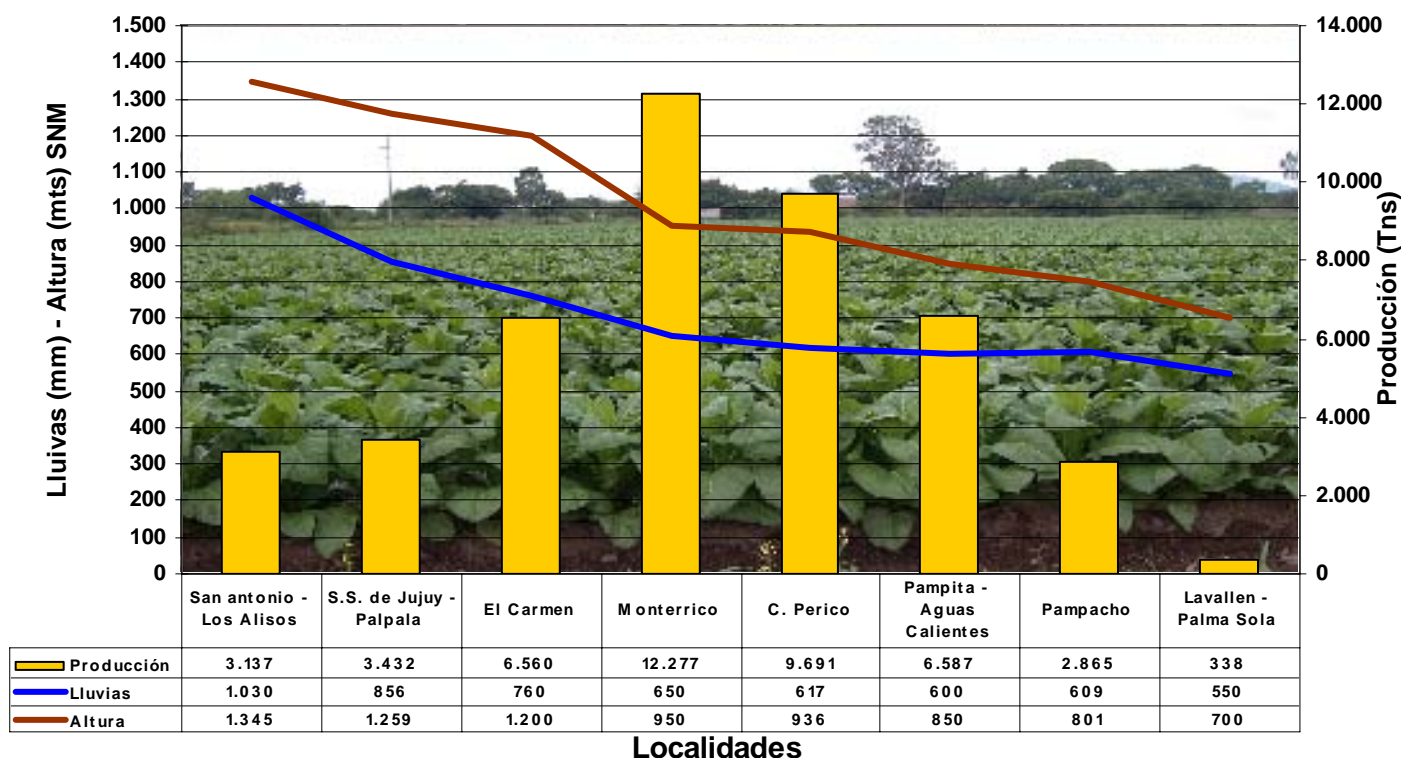 Lluivas (mm) - Altura (mts) SNM
1.500
1.400
1.300
1.200
1.100
1.000
900
800
700
600
500
400
300
200
100
0
14.000
12.000
10.000
8.000
6.000
4.000
2.000
0
Producción (Tns)
San antonio -
Los Alisos
S.S. de Jujuy -
Palpala
El Carmen
Monterrico
C. Perico
Pampita -
Aguas
Calientes
Pampacho
Lavallen -
Palma Sola
Producción 3.137 3.432 6.560 12.277 9.691 6.587 2.865 338
Lluvias 1.030 856 760 650 617 600 609 550
Altura 1.345 1.259 1.200 950 936 850 801 700
Localidades